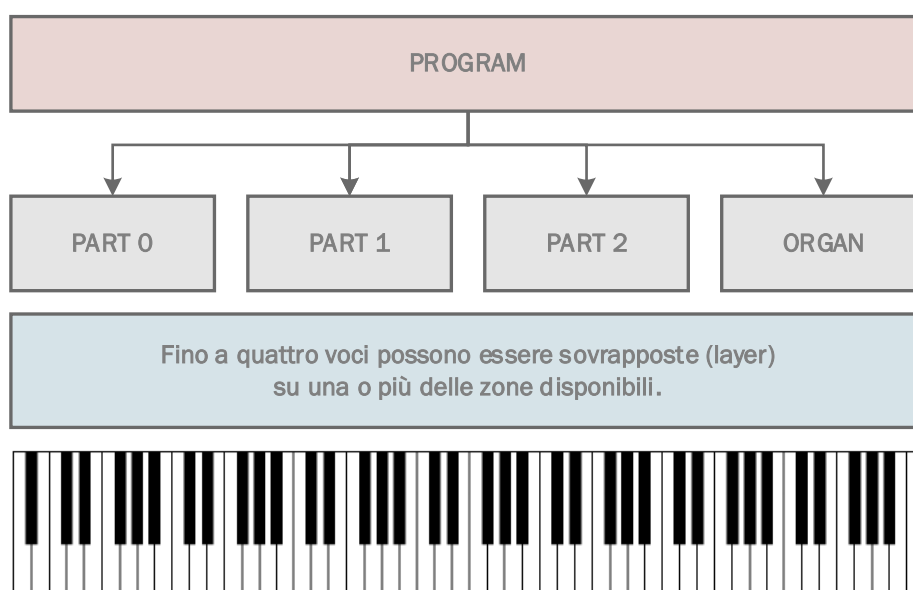 PROGRAM
PART 0
PART 1
PART 2
ORGAN
Fino a quattro voci possono essere sovrapposte (layer)
su una o più delle zone disponibili.